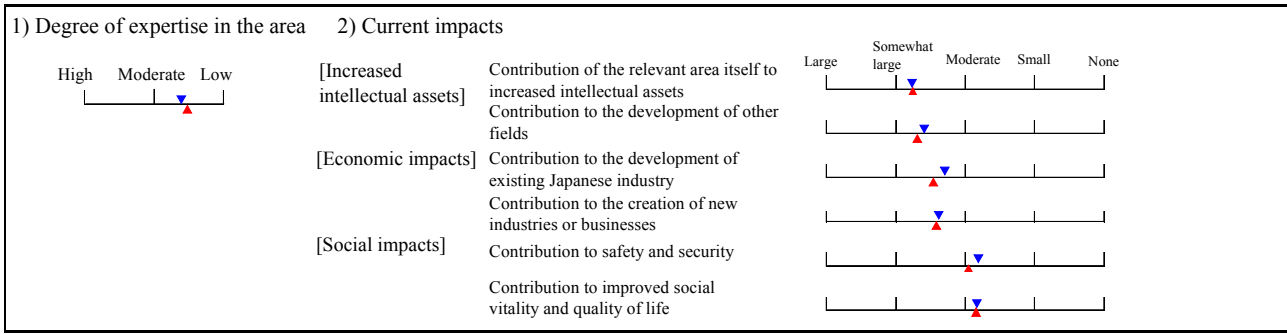 1) Degree of expertise in the area 2) Current impacts
High Moderate Low
[Increased
intellectual assets]
Contribution of the relevant area itself to
increased intellectual assets
Large Somewhat
large Moderate Small None
Contribution to the development of other
fields
[Economic impacts] Contribution to the development of
existing Japanese industry
Contribution to the creation of new
industries or businesses
[Social impacts] Contribution to safety and security
Contribution to improved social
vitality and quality of life